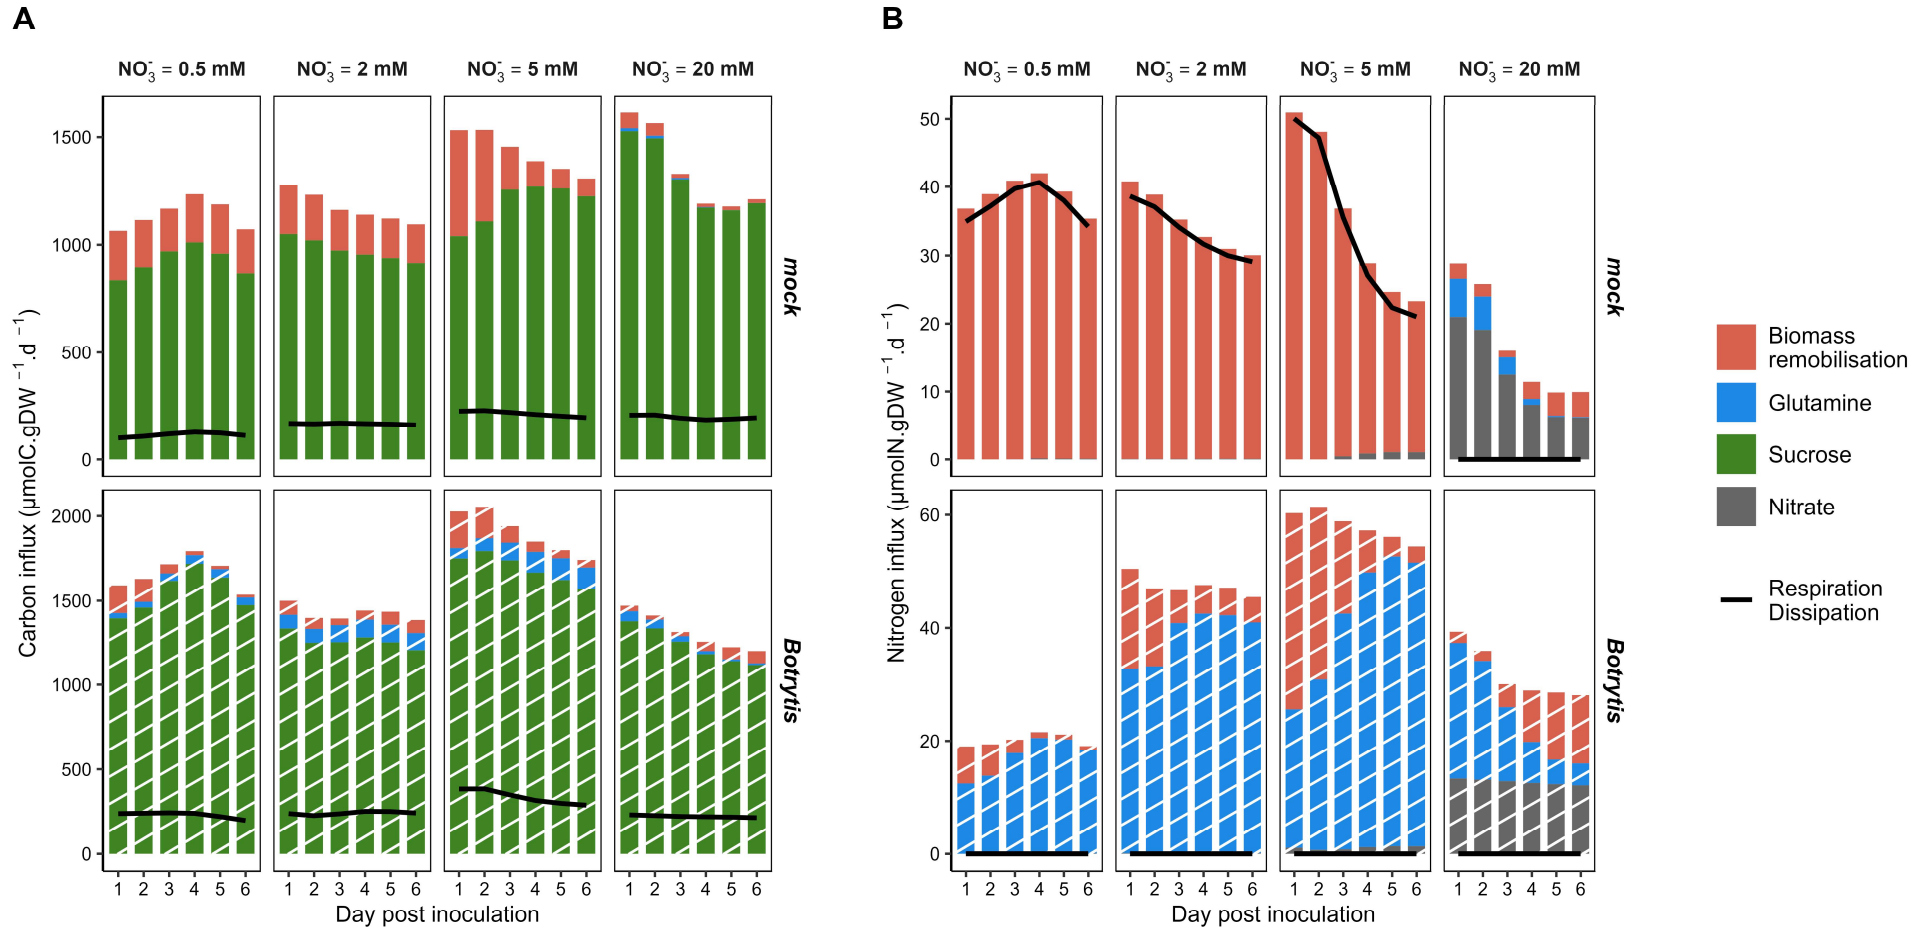 A
B
NO₃⁻ = 0.5 mM
NO₃⁻ = 2 mM
NO₃⁻ = 5 mM
NO₃⁻ = 20 mM
NO₃⁻ = 0.5 mM
NO₃⁻ = 2 mM
NO₃⁻ = 5 mM
NO₃⁻ = 20 mM
Carbon influx (µmolC.gDW⁻¹.d⁻¹)
1500
1000
500
0
mock
2000
1500
1000
500
0
Botrytis
1 2 3 4 5 6
1 2 3 4 5 6
1 2 3 4 5 6
1 2 3 4 5 6
Day post inoculation
Nitrogen influx (µmolN.gDW⁻¹.d⁻¹)
50
40
30
20
10
0
mock
60
40
20
0
Botrytis
1 2 3 4 5 6
1 2 3 4 5 6
1 2 3 4 5 6
1 2 3 4 5 6
Day post inoculation
Biomass
remobilisation
Glutamine
Sucrose
Nitrate
Respiration
Dissipation